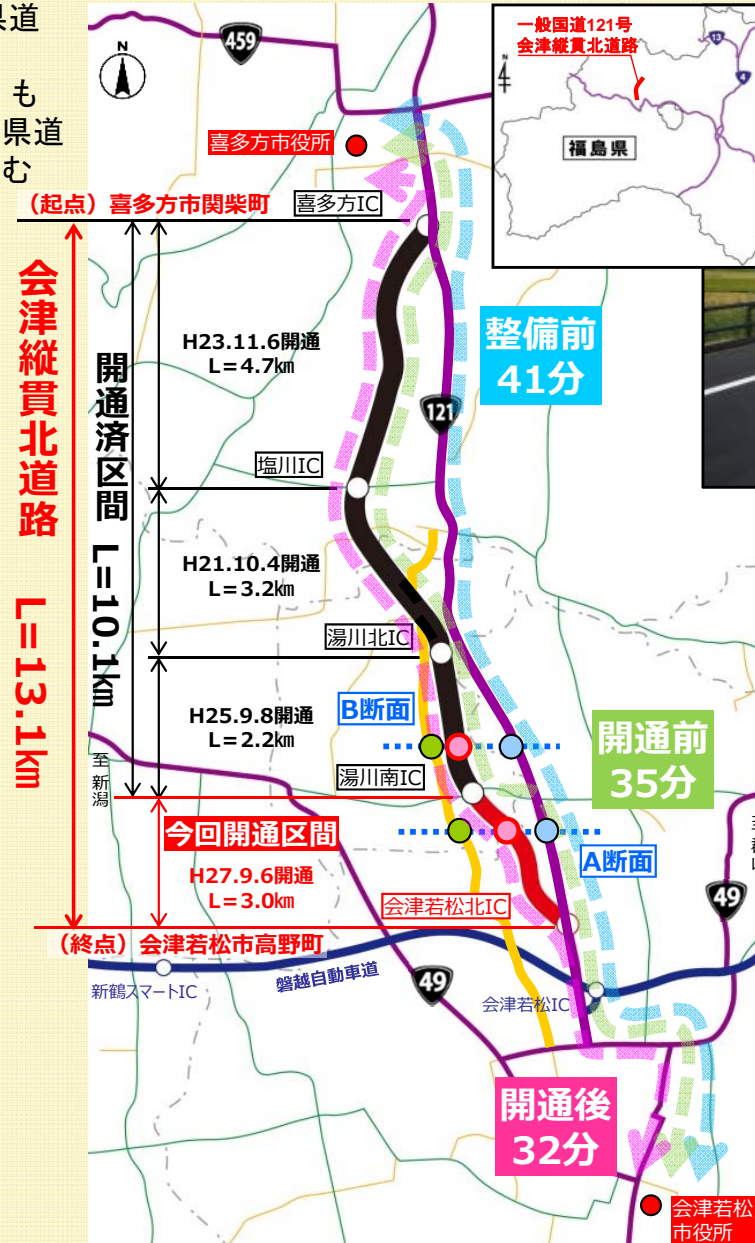 県道
も
県道
む
459
N
喜多方市役所
一般国道121号
会津縦貫北道路
13
4
福島県
(起点)喜多方市関柴町
喜多方IC
会津縦貫北道路 L=13.1km
開通済区間 L=10.1km
H23.11.6開通
L=4.7km
整備前
41分
121
塩川IC
H21.10.4開通
L=3.2km
湯川北IC
H25.9.8開通
L=2.2km
B断面
開通前
35分
至 新潟
湯川南IC
今回開通区間
H27.9.6開通
L=3.0km
A断面
会津若松北IC
49
(終点)会津若松市高野町
新鶴スマートIC
磐越自動車道
49
会津若松IC
開通後
32分
会津若松
市役所